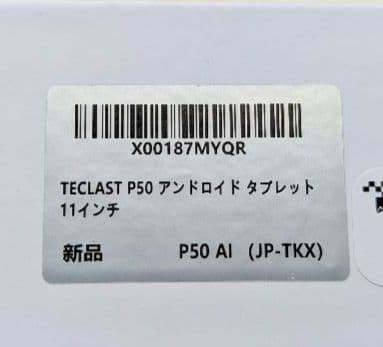 X00187MYQR
TECLAST P50 アンドロイド タブレット
11インチ
新品 P50 AI (JP-TKX)